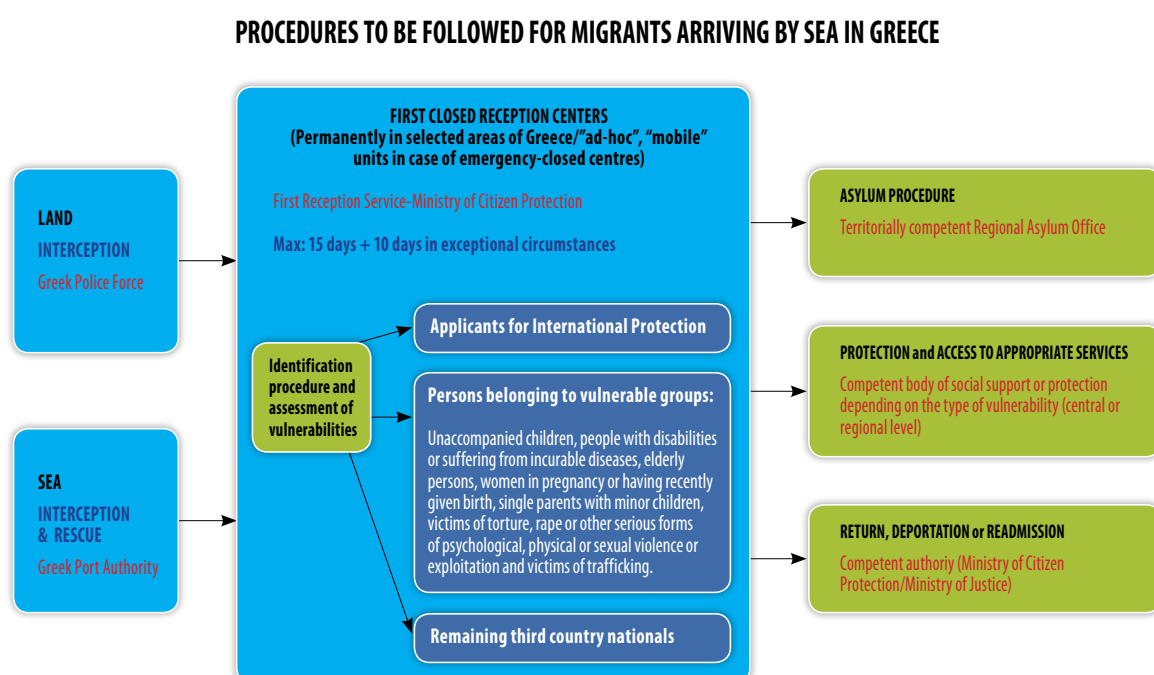 PROCEDURES TO BE FOLLOWED FOR MIGRANTS ARRIVING BY SEA IN GREECE
LAND
INTERCEPTION
Greek Police Force
SEA
INTERCEPTION
& RESCUE
Greek Port Authority
FIRST CLOSED RECEPTION CENTERS
(Permanently in selected areas of Greece/”ad-hoc”, “mobile”
units in case of emergency-closed centres)
First Reception Service-Ministry of Citizen Protection
Max: 15 days + 10 days in exceptional circumstances
Identification
procedure and
assessment of
vulnerabilities
Applicants for International Protection
Persons belonging to vulnerable groups:
Unaccompanied children, people with disabilities
or suffering from incurable diseases, elderly
persons, women in pregnancy or having recently
given birth, single parents with minor children,
victims of torture, rape or other serious forms
of psychological, physical or sexual violence or
exploitation and victims of trafficking.
Remaining third country nationals
ASYLUM PROCEDURE
Territorially competent Regional Asylum Office
PROTECTION and ACCESS TO APPROPRIATE SERVICES
Competent body of social support or protection
depending on the type of vulnerability (central or
regional level)
RETURN, DEPORTATION or READMISSION
Competent authoriy (Ministry of Citizen
Protection/Ministry of Justice)